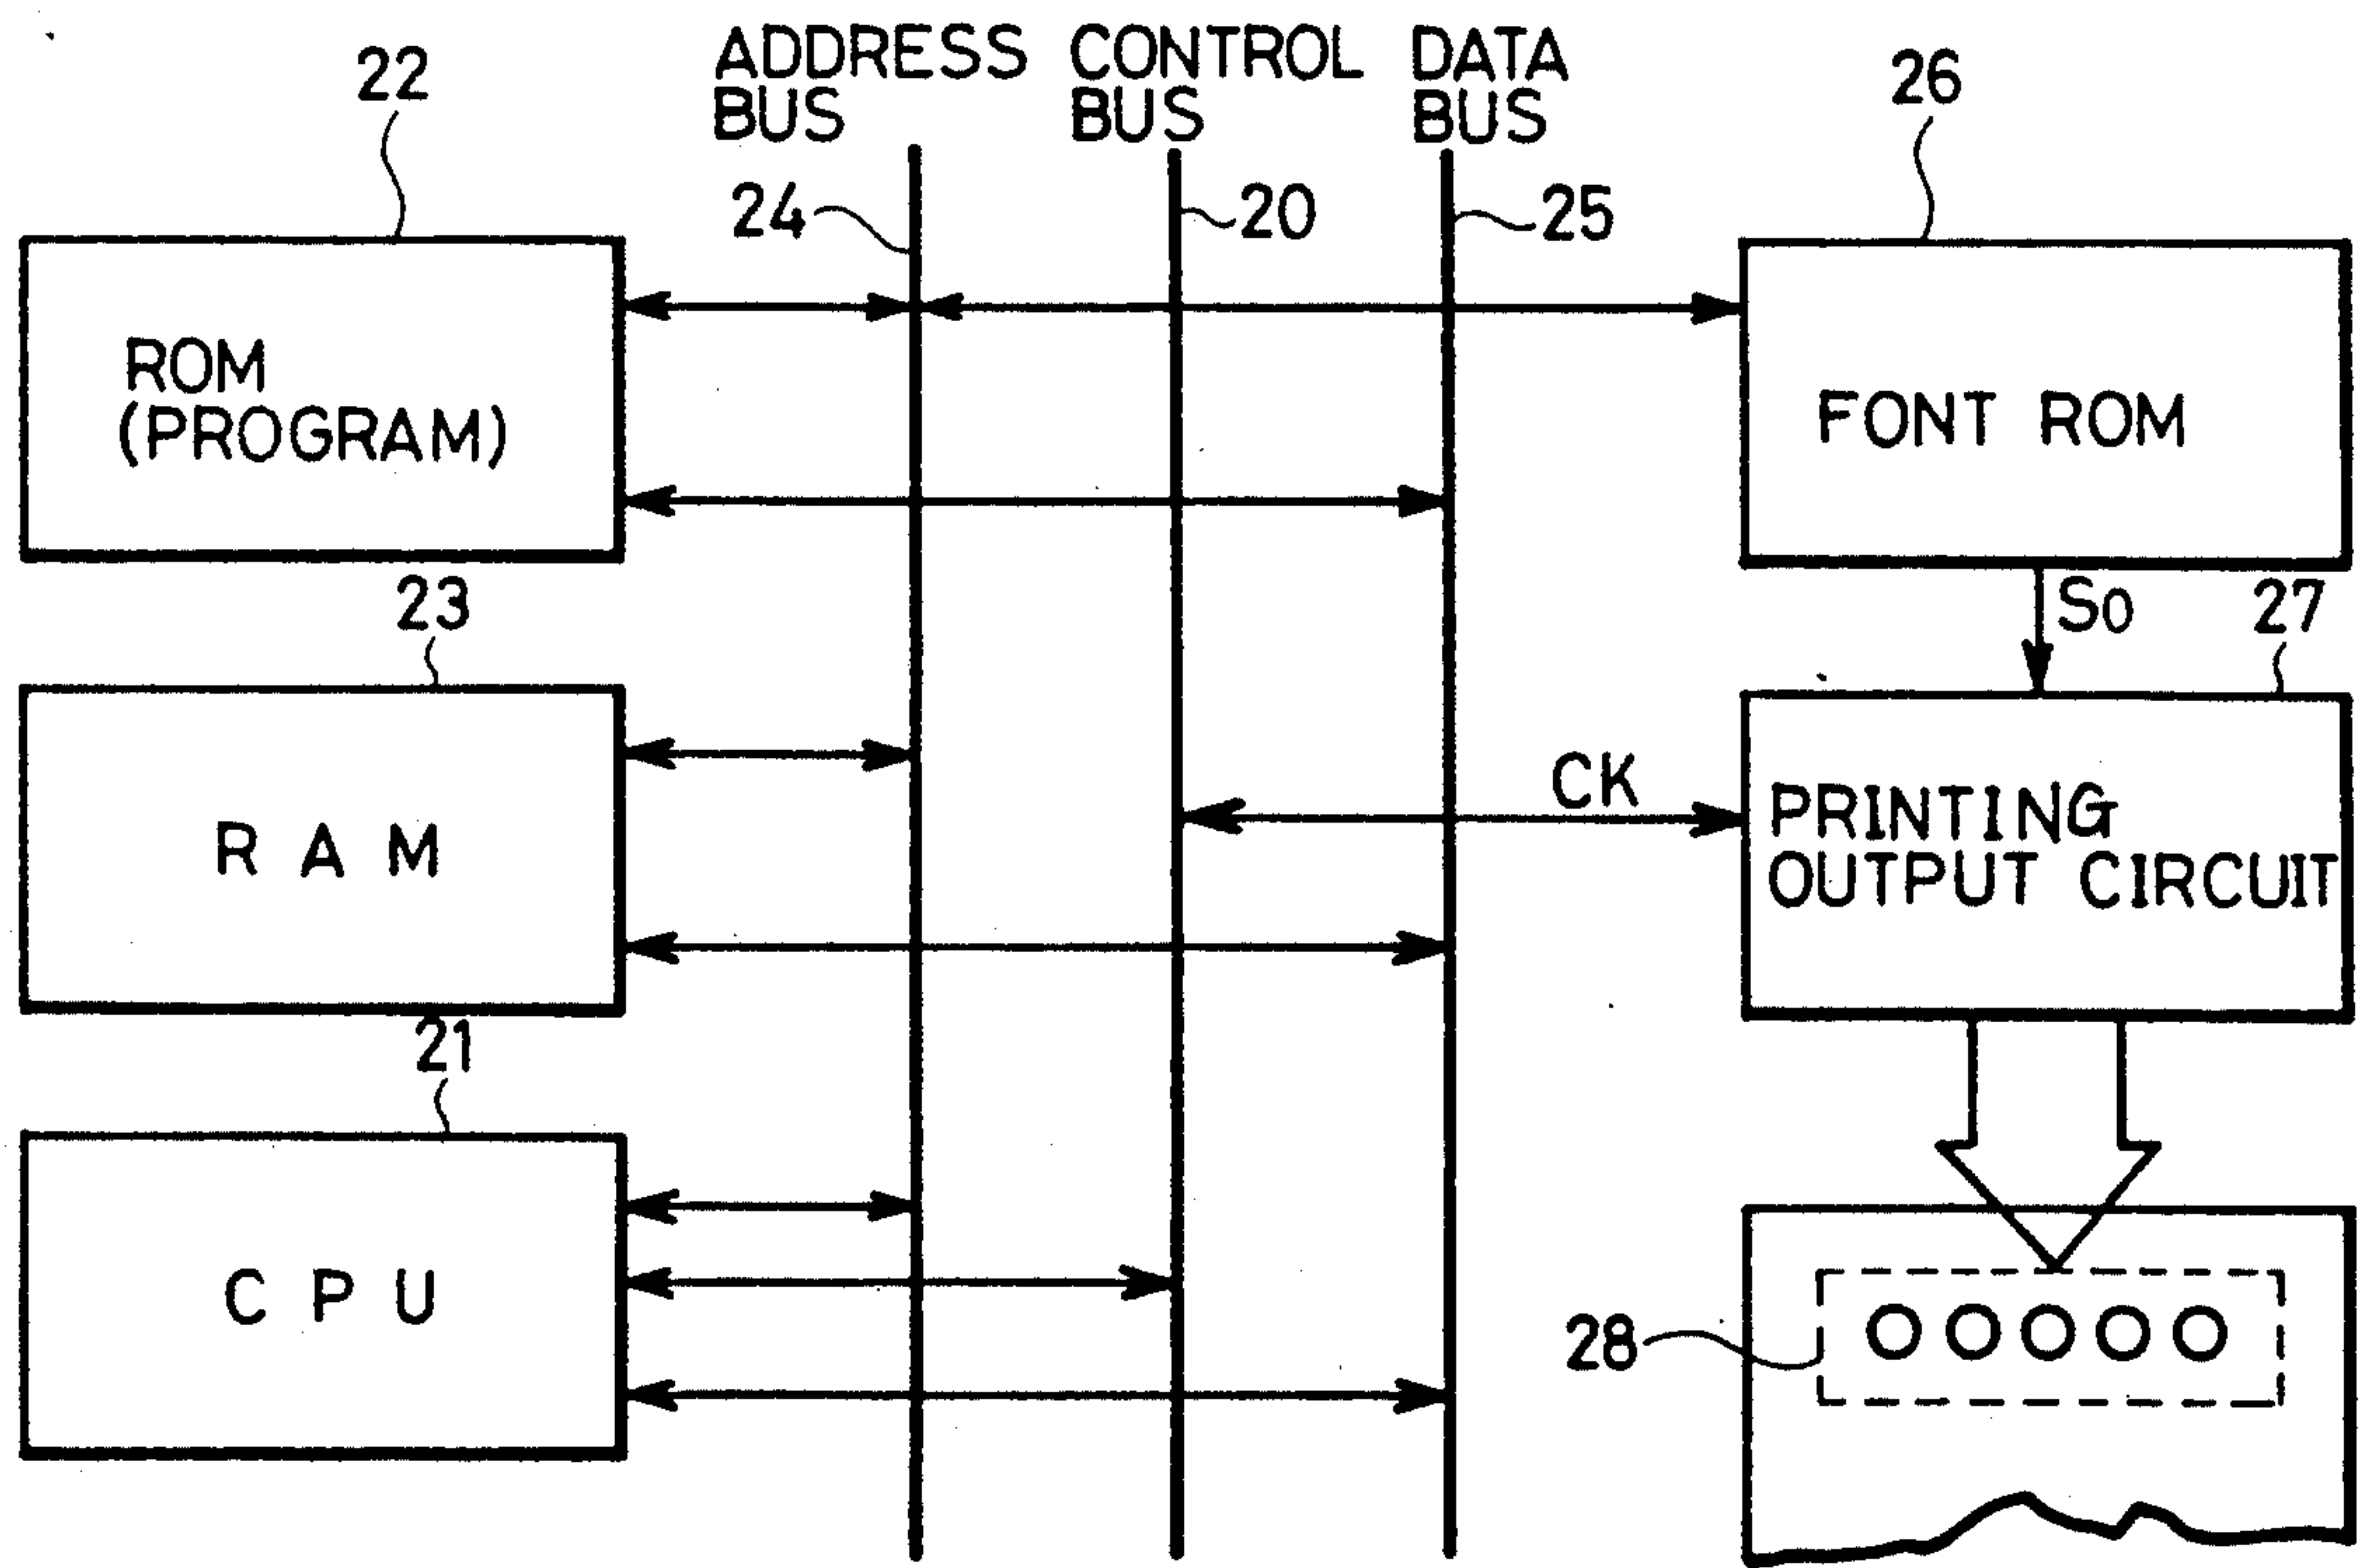 ADDRESS BUS
CONTROL BUS
DATA BUS
22
26
24
20
25
ROM
(PROGRAM)
FONT ROM
23
So
27
R A M
CK
PRINTING
OUTPUT CIRCUIT
21
C P U
28
OOOOO